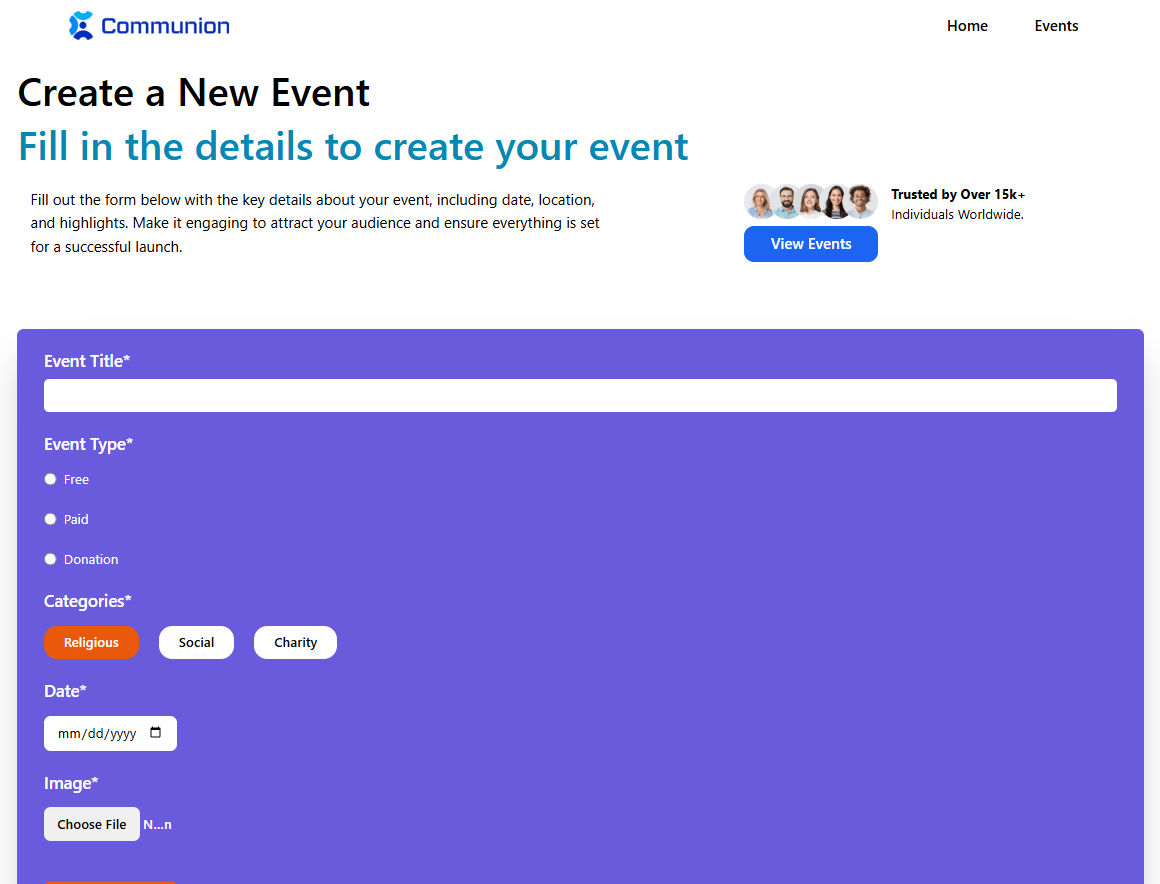 Communion
Home
Events
Create a New Event
Fill in the details to create your event
Fill out the form below with the key details about your event, including date, location,
and highlights. Make it engaging to attract your audience and ensure everything is set
for a successful launch.
Trusted by Over 15k+
Individuals Worldwide.
View Events
Event Title*
Event Type*
Free
Paid
Donation
Categories*
Religious
Social
Charity
Date*
mm/dd/yyyy
Image*
Choose File N...n